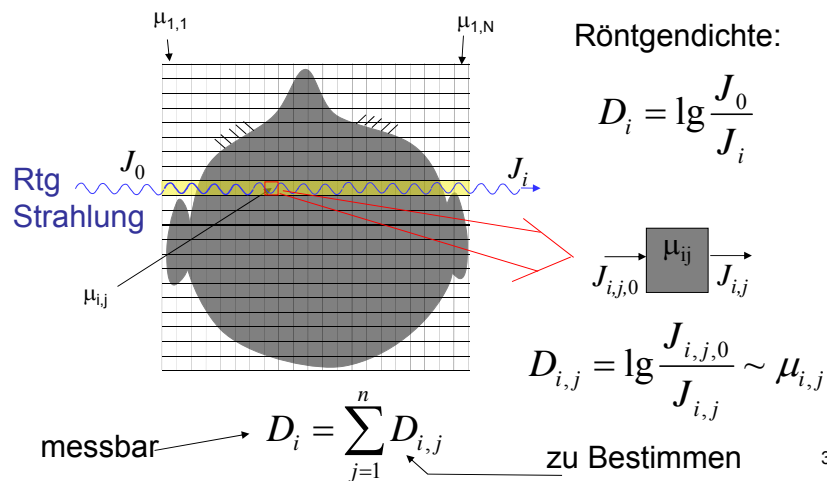 μ1,1
μ1,N
Röntgendichte:
D_i = lg J_0 / J_i
J_0
J_i
Rtg
Strahlung
μ_ij
J_i,j,0
J_i,j
μ_i,j
D_i,j = lg J_i,j,0 / J_i,j ~ μ_i,j
messbar
D_i = ∑_{j=1}^{n} D_i,j
zu Bestimmen
3